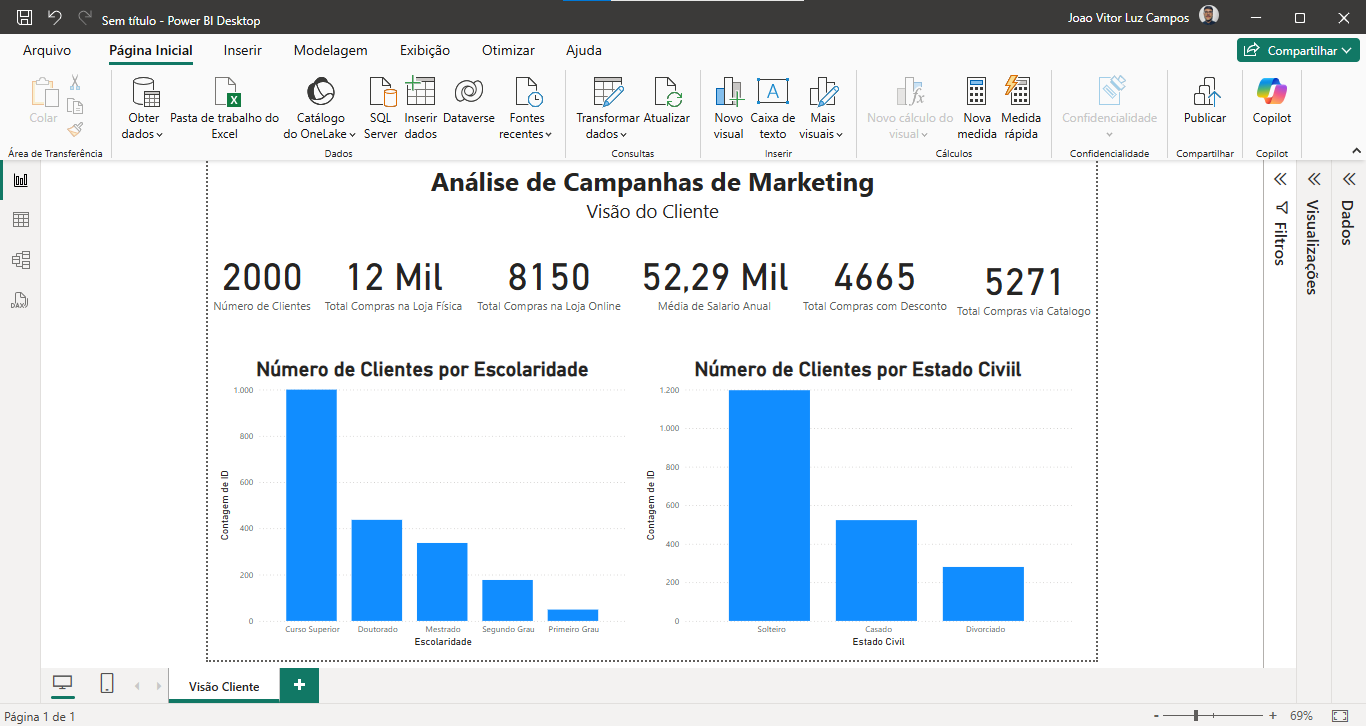 Sem título - Power BI Desktop
Joao Vitor Luz Campos
Arquivo
Página Inicial
Inserir
Modelagem
Exibição
Otimizar
Ajuda
Compartilhar
Colar
Obter dados
Pasta de trabalho do Excel
Catálogo do OneLake
SQL Server
Inserir dados
Dataverse
Fontes recentes
Transformar dados
Atualizar
Novo visual
Caixa de texto
Mais visuais
Novo cálculo do visual
Nova medida
Medida rápida
Confidencialidade
Publicar
Copilot
Área de Transferência
Dados
Consultas
Inserir
Cálculos
Confidencialidade
Compartilhar
Copilot
DAX
Análise de Campanhas de Marketing
Visão do Cliente
2000
Número de Clientes
12 Mil
Total Compras na Loja Física
8150
Total Compras na Loja Online
52,29 Mil
Média de Salario Anual
4665
Total Compras com Desconto
5271
Total Compras via Catalogo
Número de Clientes por Escolaridade
Contagem de ID
1.000
800
600
400
200
0
Curso Superior
Doutorado
Mestrado
Segundo Grau
Primeiro Grau
Escolaridade
Número de Clientes por Estado Civiil
Contagem de ID
1.200
1.000
800
600
400
200
0
Solteiro
Casado
Divorciado
Estado Civil
Filtros
Visualizações
Dados
Visão Cliente
Página 1 de 1
69%